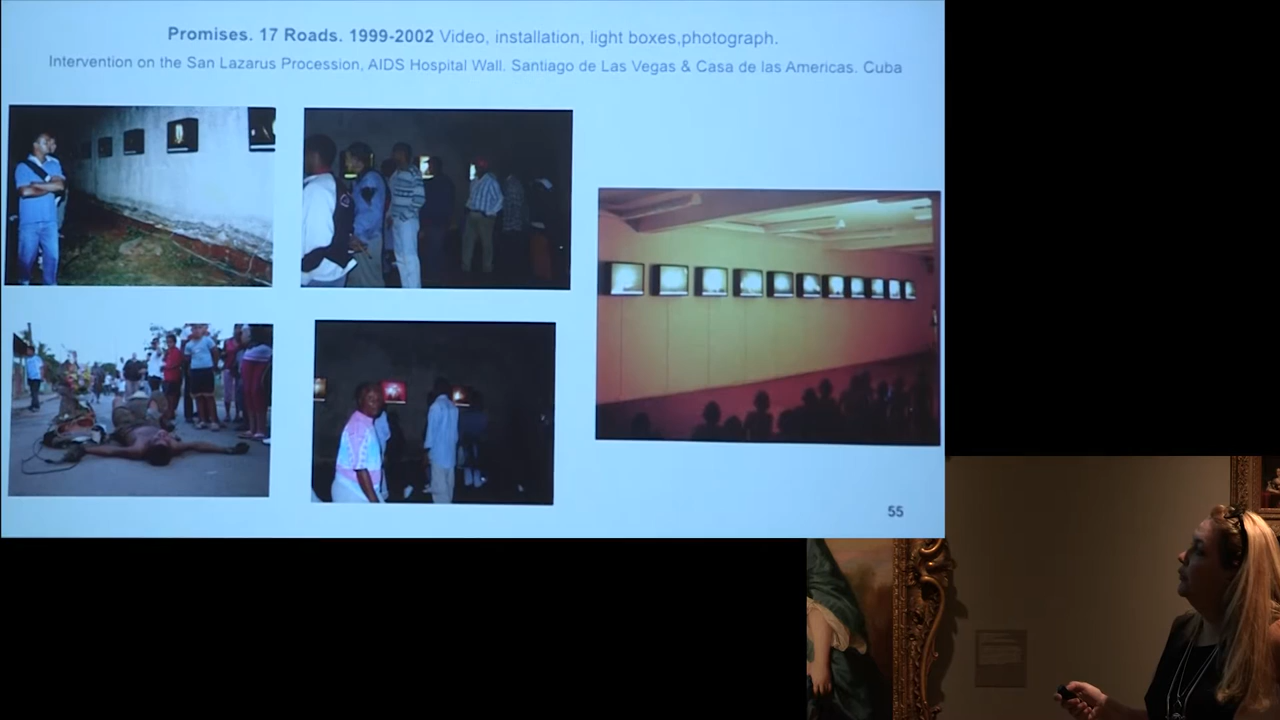 Promises. 17 Roads. 1999-2002 Video, installation, light boxes,photograph.
Intervention on the San Lazarus Procession, AIDS Hospital Wall. Santiago de Las Vegas & Casa de las Americas. Cuba
55